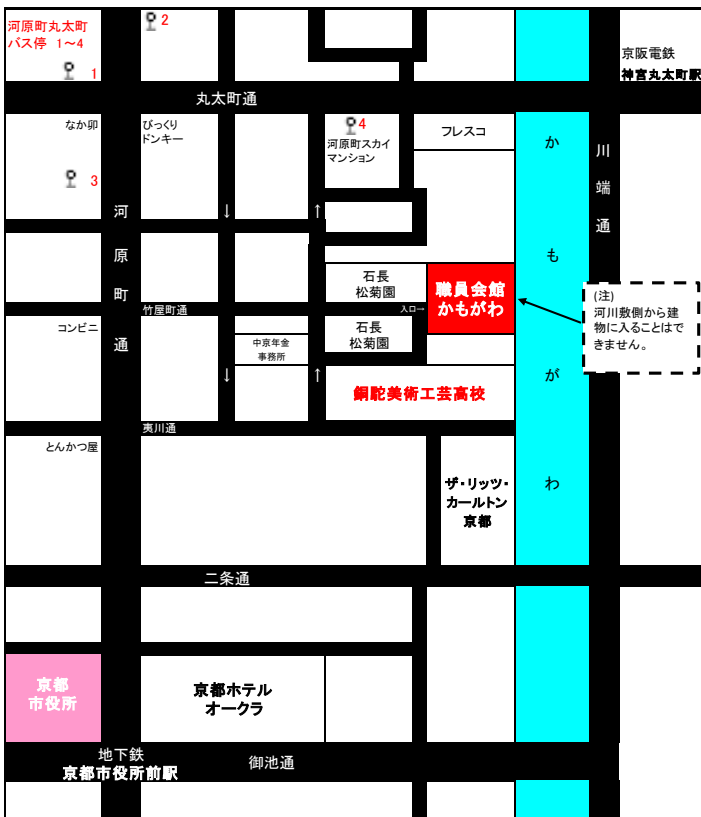 河原町丸太町
バス停 1～4
1
2
京阪電鉄
神宮丸太町駅
丸太町通
なか卯
びっくり
ドンキー
4
河原町スカイ
マンション
フレスコ
3
河原町通
↓
↑
かもがわ
川端通
石長
松菊園
職員会館
かもがわ
入口→
竹屋町通
(注)
河川敷側から建
物に入ることはで
きません。
コンビニ
中京年金
事務所
石長
松菊園
↓
↑
銅駝美術工芸高校
夷川通
とんかつ屋
ザ・リッツ・
カールトン
京都
二条通
京都
市役所
京都ホテル
オークラ
地下鉄
京都市役所前駅
御池通